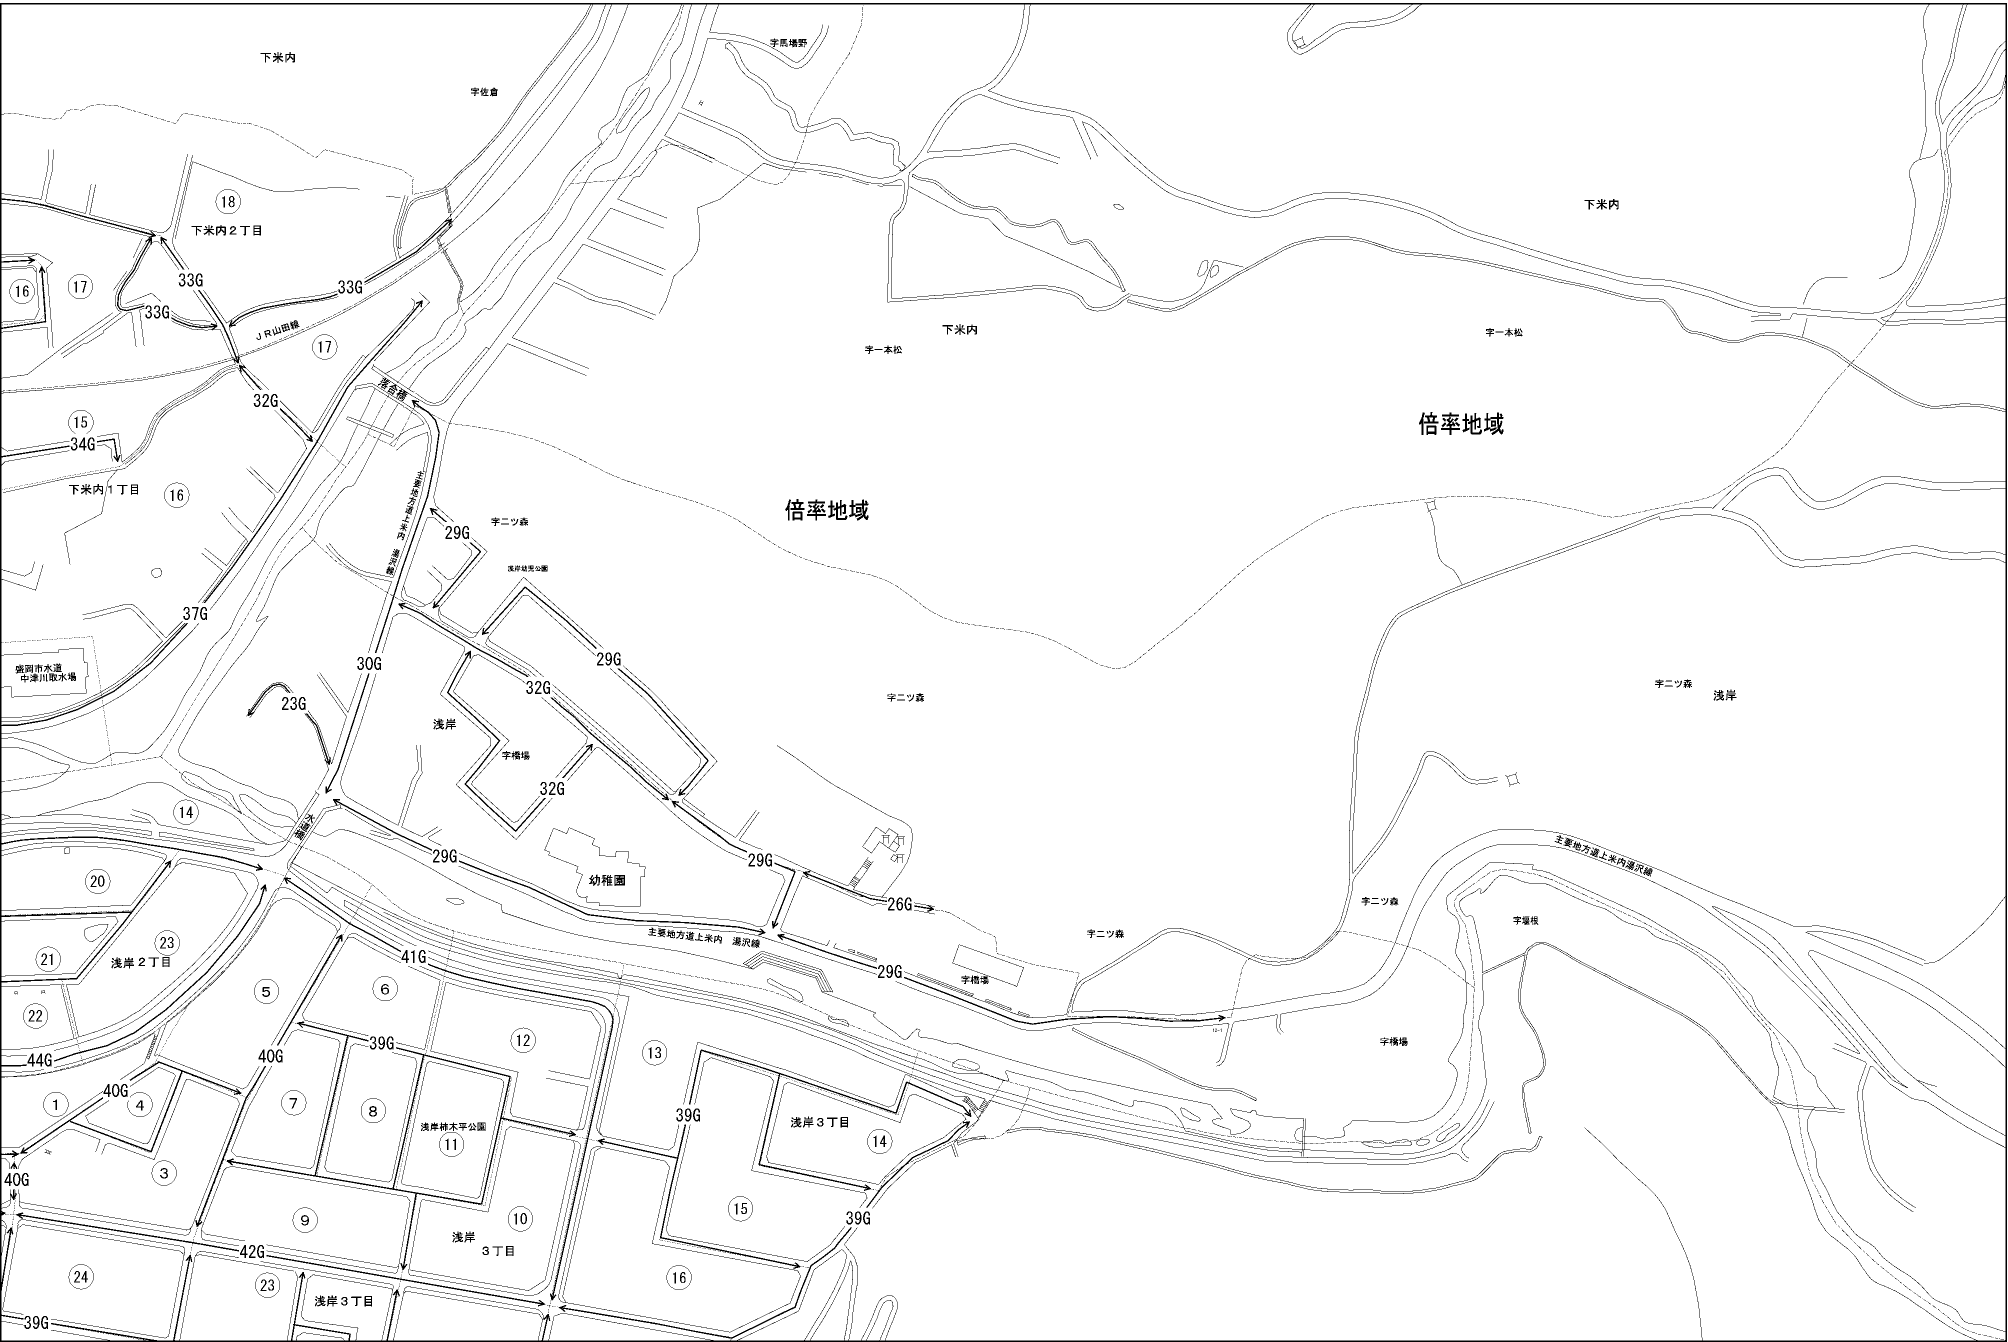 下米内
字馬場野
字佐倉
18
下米内2丁目
下米内
33G
17
16
33G
33G
JR山田線
17
下米内
字一本松
字一本松
落合橋
32G
15
34G
倍率地域
下米内1丁目
16
主要地方道上米内 湯沢線
倍率地域
字二ツ森
29G
浅岸幼児公園
37G
盛岡市水道
中津川取水場
30G
29G
32G
23G
字二ツ森
字二ツ森
浅岸
浅岸
字橋場
32G
14
水道橋
29G
29G
主要地方道上米内湯沢線
20
幼稚園
26G
字二ツ森
字堰根
字二ツ森
主要地方道上米内 湯沢線
23
浅岸2丁目
21
41G
29G
字橋場
5
6
22
39G
12
13
字橋場
44G
40G
40G
1
4
7
8
浅岸柿木平公園
11
39G
浅岸3丁目
14
3
40G
9
10
15
39G
浅岸
3丁目
42G
24
23
浅岸3丁目
16
39G